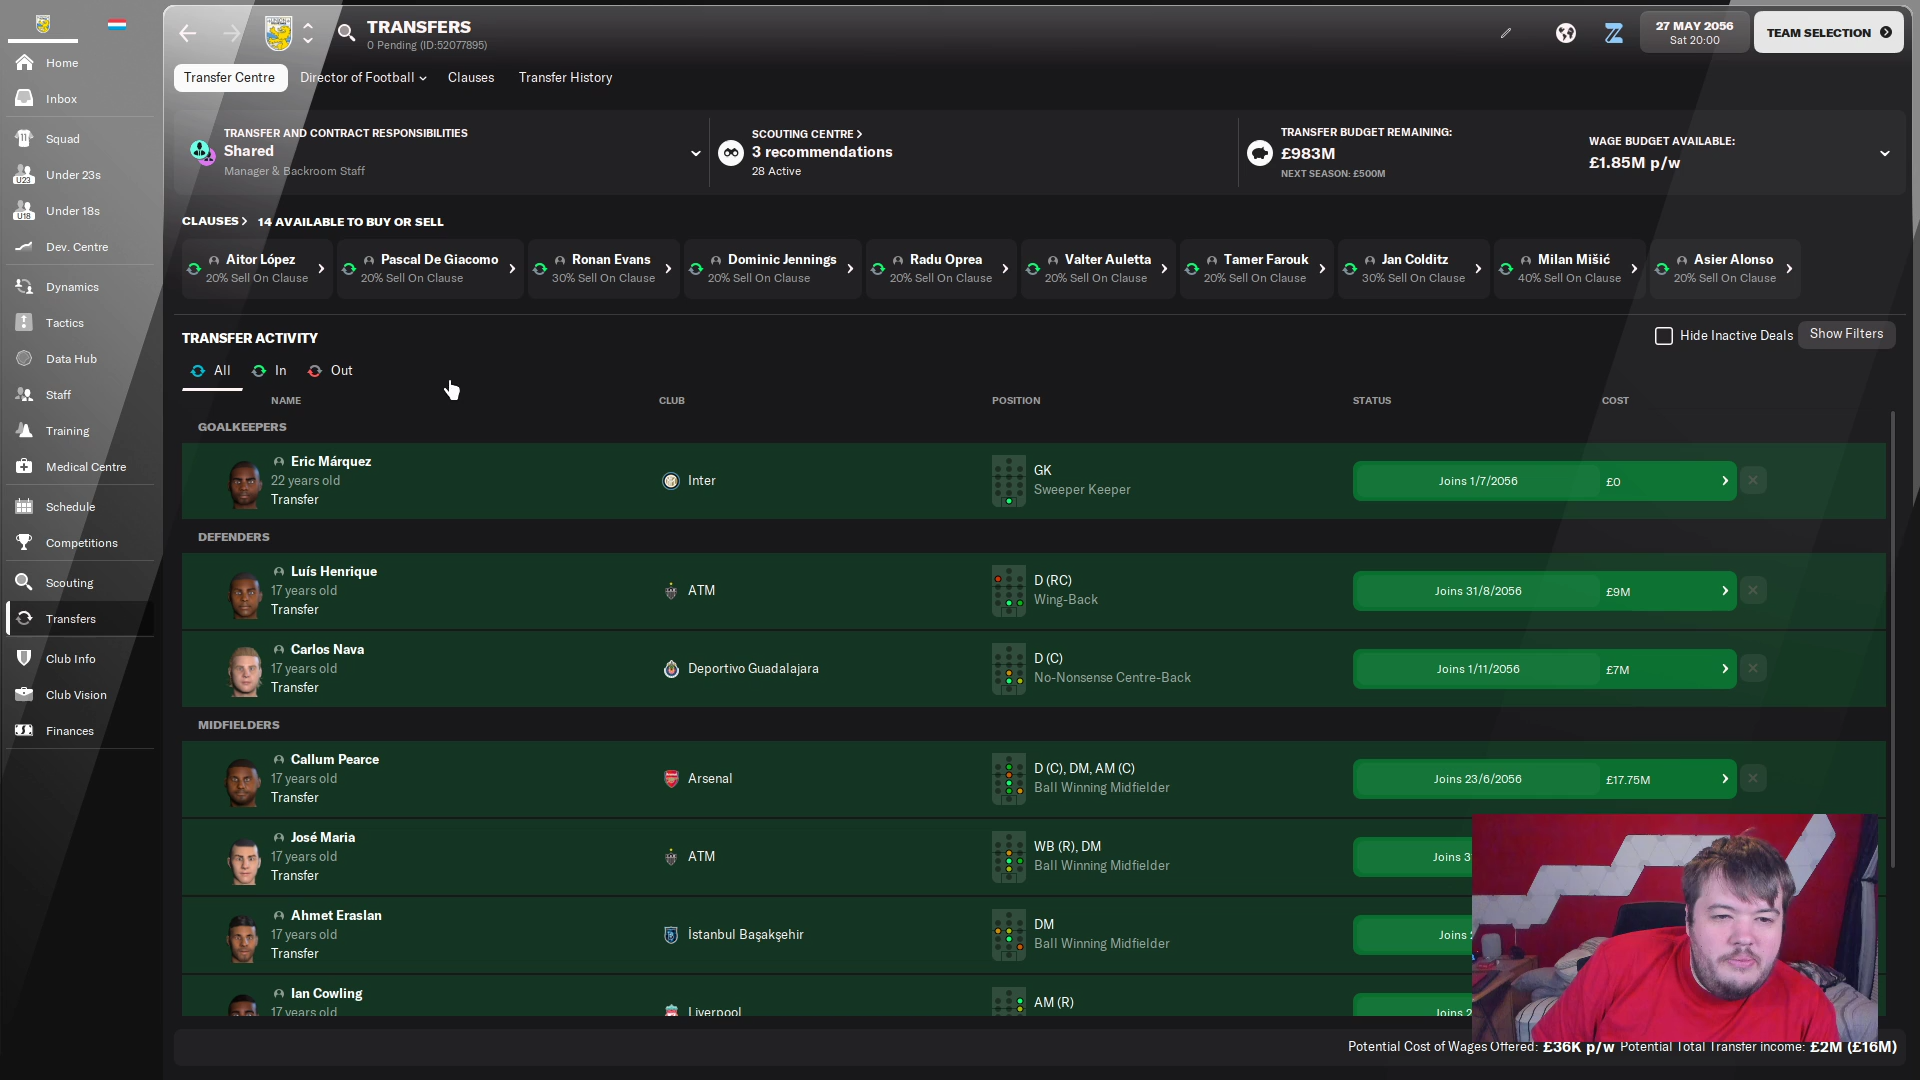 TRANSFERS
0 Pending (ID:52077895)
27 MAY 2056
Sat 20:00
TEAM SELECTION
Home
Inbox
Squad
Under 23s
Under 18s
Dev. Centre
Dynamics
Tactics
Data Hub
Staff
Training
Medical Centre
Schedule
Competitions
Scouting
Transfers
Club Info
Club Vision
Finances
11
U23
U18
Transfer Centre
Director of Football
Clauses
Transfer History
TRANSFER AND CONTRACT RESPONSIBILITIES
Shared
Manager & Backroom Staff
SCOUTING CENTRE >
3 recommendations
28 Active
TRANSFER BUDGET REMAINING:
£983M
NEXT SEASON: £500M
WAGE BUDGET AVAILABLE:
£1.85M p/w
CLAUSES > 14 AVAILABLE TO BUY OR SELL
Aitor López
20% Sell On Clause
Pascal De Giacomo
20% Sell On Clause
Ronan Evans
30% Sell On Clause
Dominic Jennings
20% Sell On Clause
Radu Oprea
20% Sell On Clause
Valter Auletta
20% Sell On Clause
Tamer Farouk
20% Sell On Clause
Jan Colditz
30% Sell On Clause
Milan Mišić
40% Sell On Clause
Asier Alonso
20% Sell On Clause
TRANSFER ACTIVITY
Hide Inactive Deals
Show Filters
All
In
Out
NAME CLUB POSITION STATUS COST
GOALKEEPERS
Eric Márquez
22 years old
Transfer
Inter
GK
Sweeper Keeper
Joins 1/7/2056
£0
DEFENDERS
Luís Henrique
17 years old
Transfer
ATM
D (RC)
Wing-Back
Joins 31/8/2056
£9M
Carlos Nava
17 years old
Transfer
Deportivo Guadalajara
D (C)
No-Nonsense Centre-Back
Joins 1/11/2056
£7M
MIDFIELDERS
Callum Pearce
17 years old
Transfer
Arsenal
D (C), DM, AM (C)
Ball Winning Midfielder
Joins 23/6/2056
£17.75M
José Maria
17 years old
Transfer
ATM
WB (R), DM
Ball Winning Midfielder
Joins 3
Ahmet Eraslan
17 years old
Transfer
İstanbul Başakşehir
DM
Ball Winning Midfielder
Joins
Ian Cowling
17 years old
Liverpool
AM (R)
Joins 2
Potential Cost of Wages Offered: £36K p/w Potential Total Transfer income: £2M (£16M)